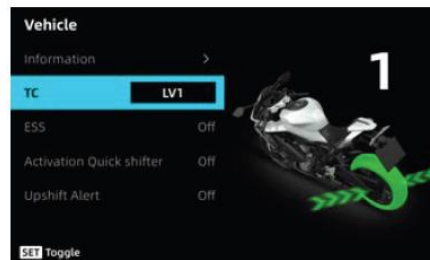 Vehicle
Information >
TC LV1
1
ESS Off
Activation Quick shifter Off
Upshift Alert Off
SET Toggle